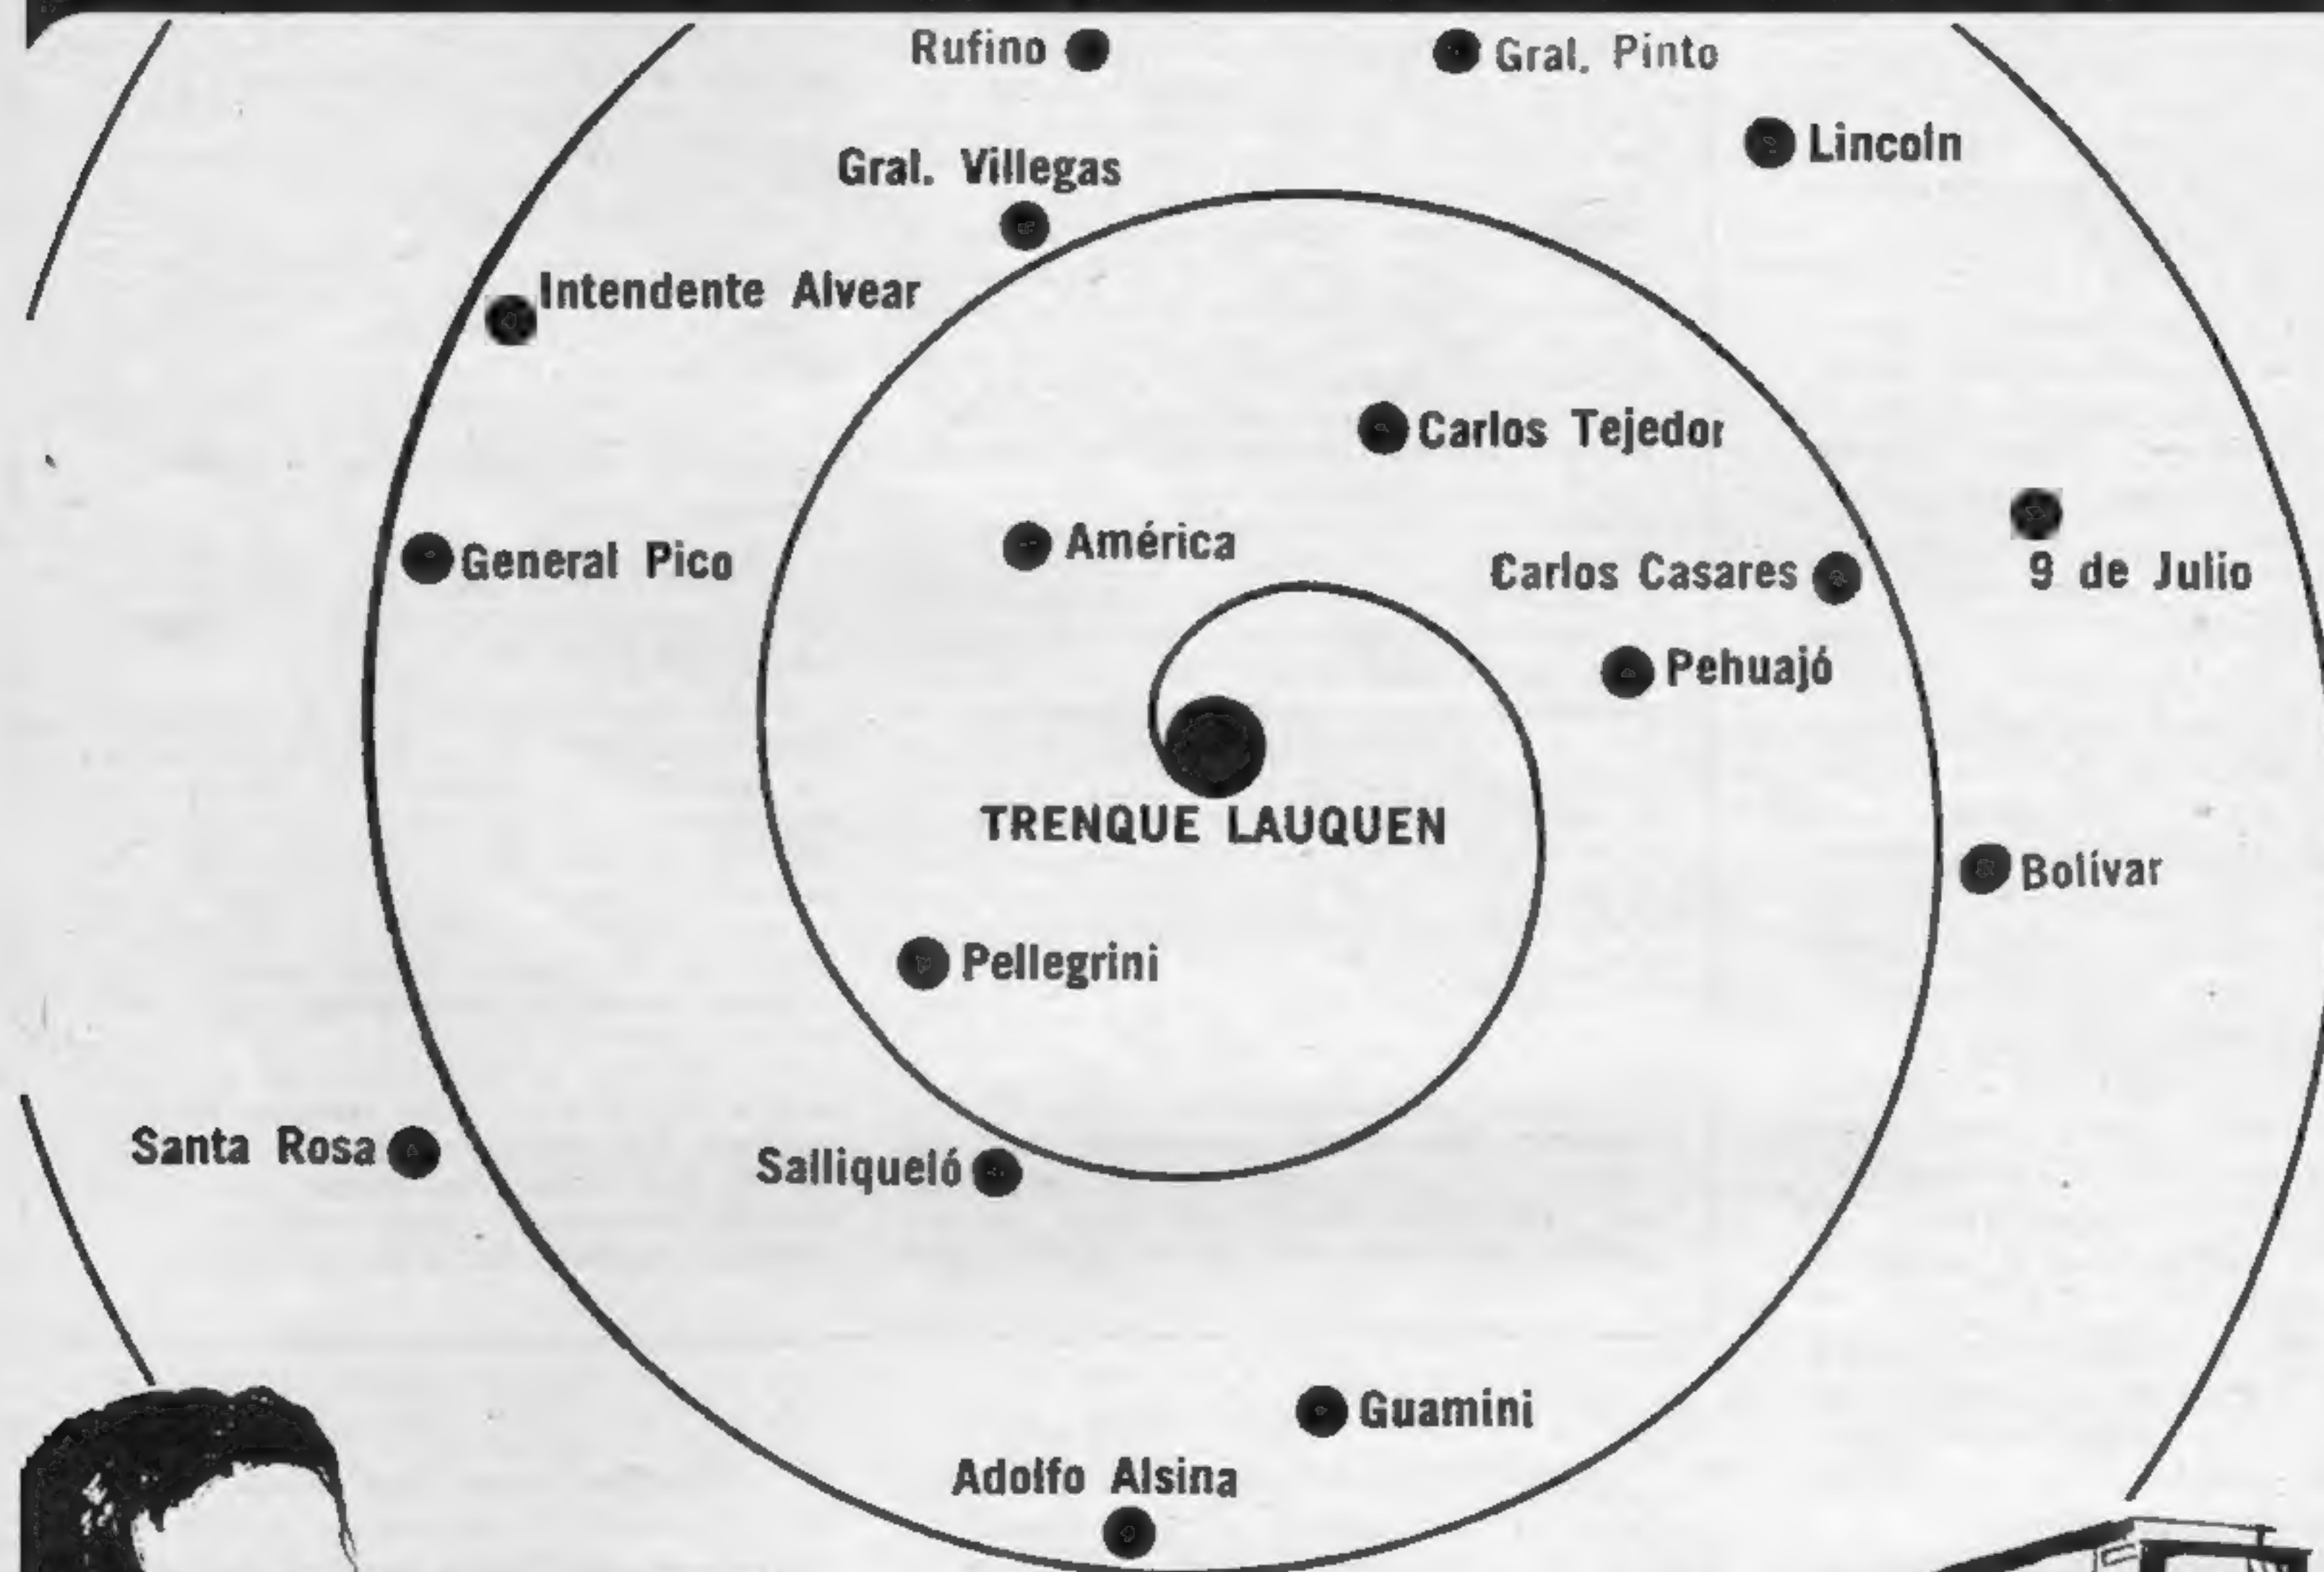 Rufino
Gral. Pinto
Lincoln
Gral. Villegas
Intendente Alvear
Carlos Tejedor
América
General Pico
Carlos Casares
9 de Julio
Pehuajó
TRENQUE LAUQUEN
Bolívar
Pellegrini
Santa Rosa
Salliqueló
Guamini
Adolfo Alsina